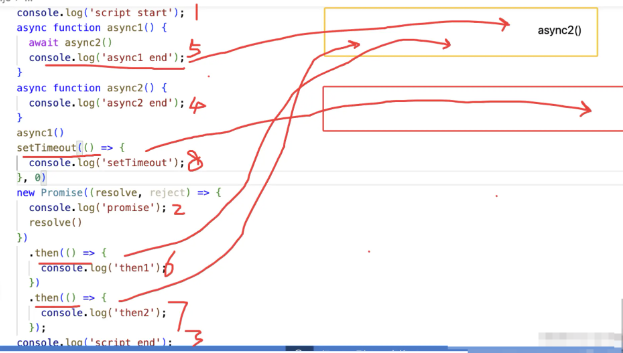 console.log('script start'); 1
async function async1() {
async2()
await async2()
console.log('async1 end'); 5
}
async function async2() {
console.log('async2 end'); 4
}
async1()
setTimeout(() => {
console.log('setTimeout'); 8
}, 0)
new Promise((resolve, reject) => {
console.log('promise'); 2
resolve()
})
.then(() => {
console.log('then1'); 6
})
.then(() => {
console.log('then2'); 7
});
console.log('script end'); 3